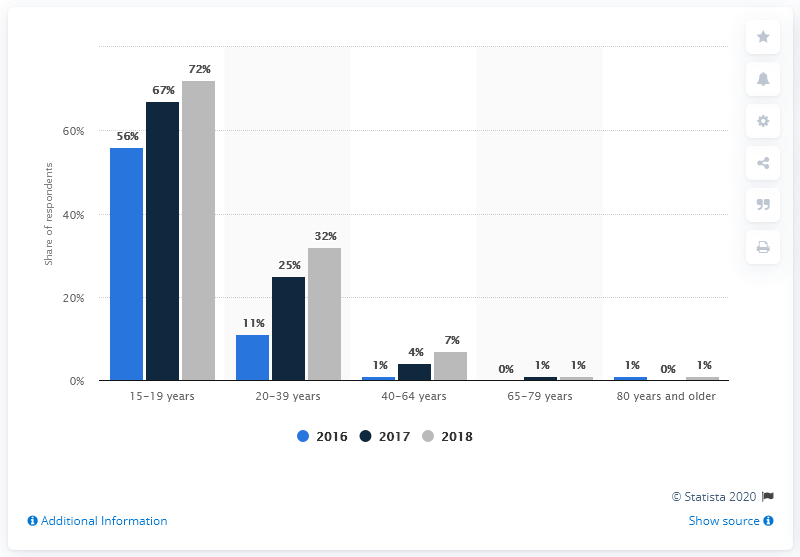 72%
67%
60%
56%
Share of respondents
40%
32%
25%
20%
11%
7%
4%
1%
0%
1%
1%
1%
0%
1%
0%
15-19 years
20-39 years
40-64 years
65-79 years
80 years and older
2016
2017
2018
© Statista 2020
Additional Information
Show source